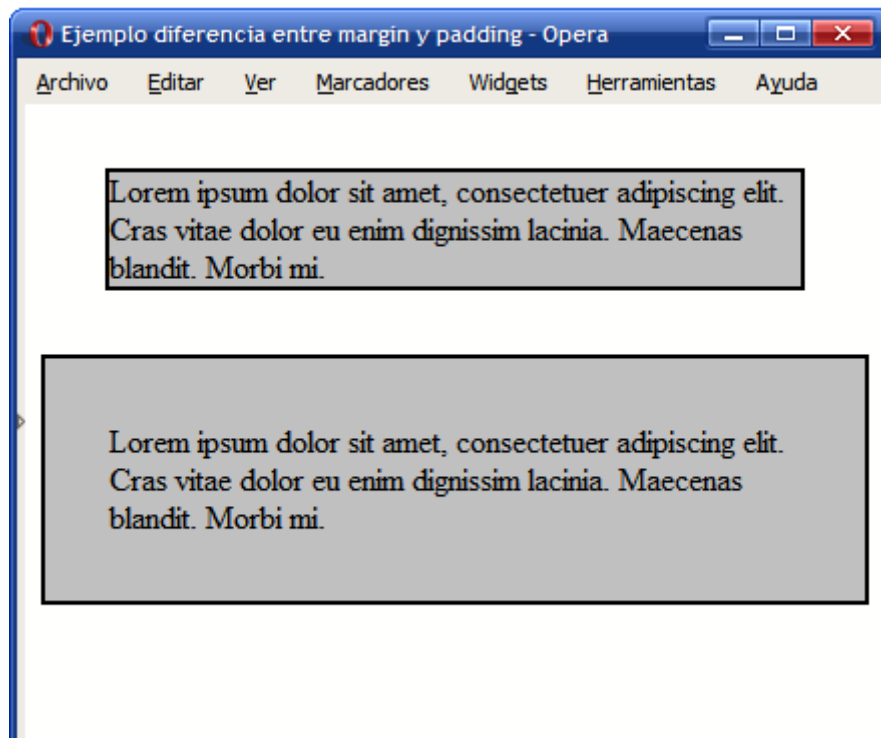 Ejemplo diferencia entre margin y padding - Opera
Archivo Editar Ver Marcadores Widgets Herramientas Ayuda
Lorem ipsum dolor sit amet, consectetuer adipiscing elit.
Cras vitae dolor eu enim dignissim lacinia. Maecenas
blandit. Morbi mi.
Lorem ipsum dolor sit amet, consectetuer adipiscing elit.
Cras vitae dolor eu enim dignissim lacinia. Maecenas
blandit. Morbi mi.